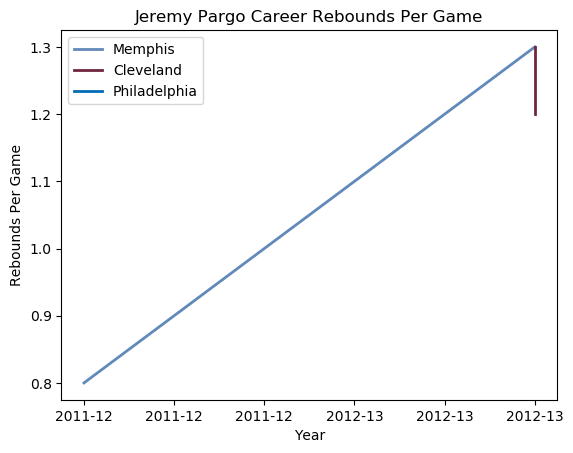 Jeremy Pargo Career Rebounds Per Game
Memphis
Cleveland
Philadelphia
Rebounds Per Game
1.3
1.2
1.1
1.0
0.9
0.8
2011-12 2011-12 2011-12 2012-13 2012-13 2012-13
Year